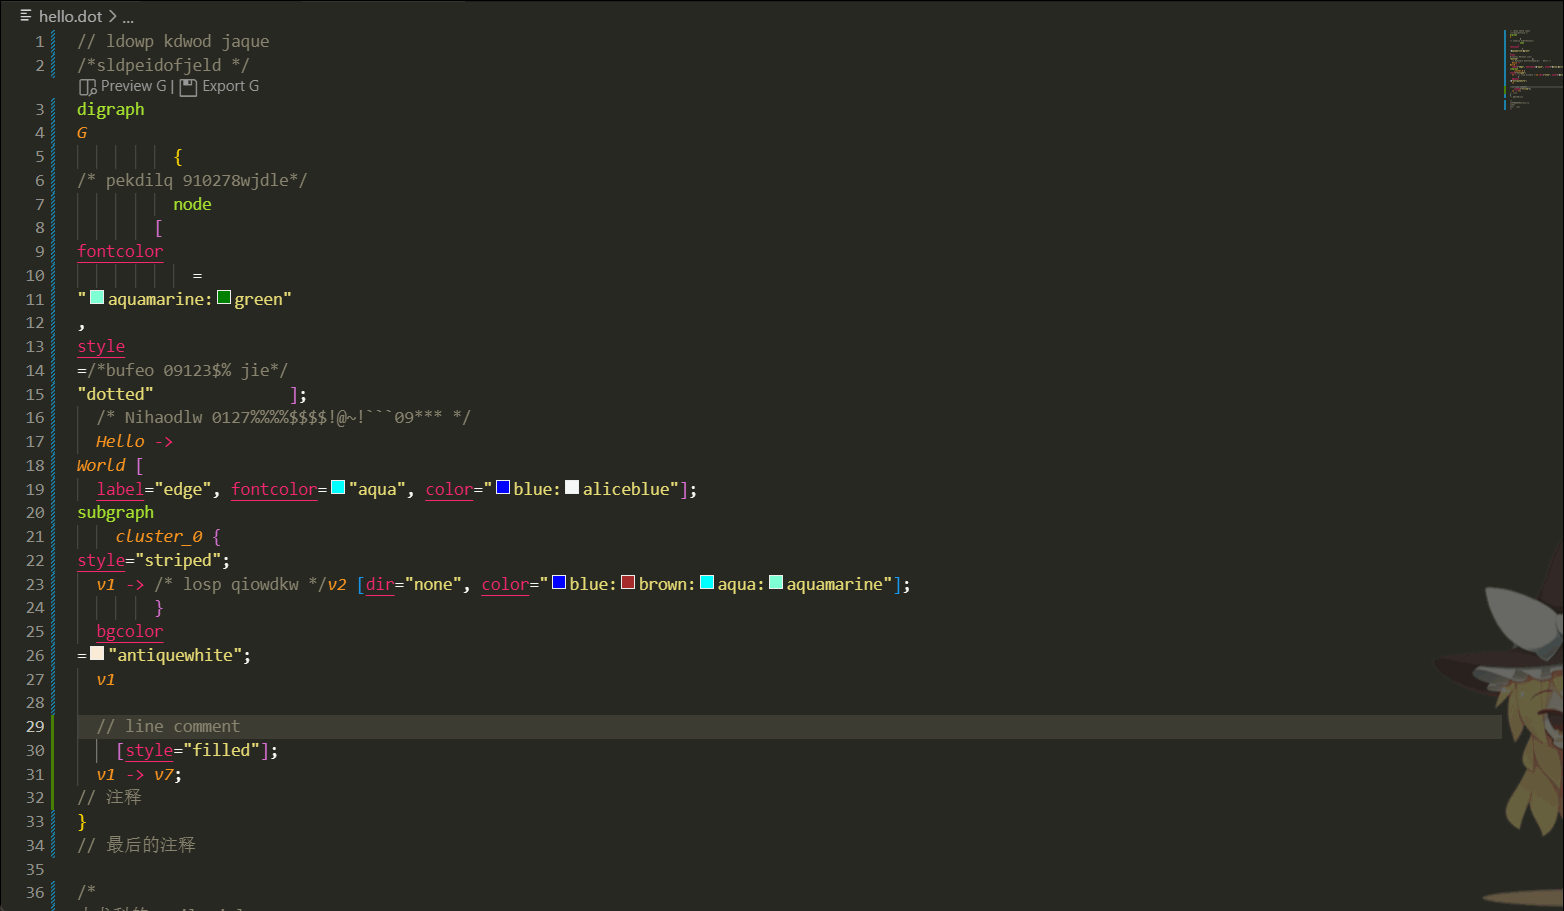 hello.dot > ...
1 // ldowp kdwod jaque
2 /*sldpeidofjeld */
Preview G | Export G
3 digraph
4 G
5 {
6 /* pekdilq 910278wjdle*/
7 node
8 [
9 fontcolor
10 =
11 "aquamarine:green"
12 ,
13 style
14 =/*bufeo 09123$% jie*/
15 "dotted" ];
16 /* Nihaodlw 0127%%%%$$$$!@~!```09*** */
17 Hello ->
18 World [
19 label="edge", fontcolor="aqua", color="blue:aliceblue"];
20 subgraph
21 cluster_0 {
22 style="striped";
23 v1 -> /* losp qiowdkw */v2 [dir="none", color="blue:brown:aqua:aquamarine"];
24 }
25 bgcolor
26 ="antiquewhite";
27 v1
28
29 // line comment
30 [style="filled"];
31 v1 -> v7;
32 // 注释
33 }
34 // 最后的注释
35
36 /*